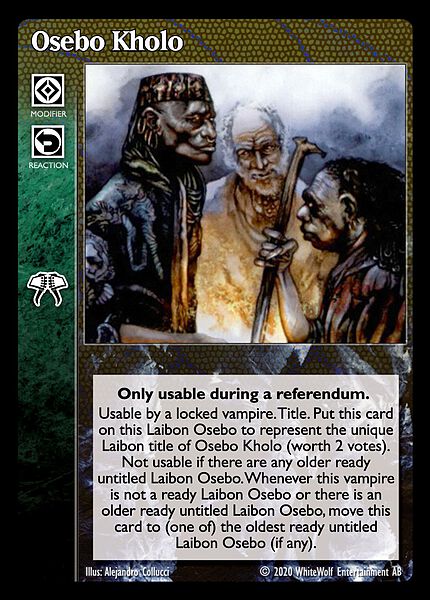 Osebo Kholo
MODIFIER
REACTION
Only usable during a referendum.
Usable by a locked vampire. Title. Put this card
on this Laibon Osebo to represent the unique
Laibon title of Osebo Kholo (worth 2 votes).
Not usable if there are any older ready
untitled Laibon Osebo. Whenever this vampire
is not a ready Laibon Osebo or there is an
older ready untitled Laibon Osebo, move this
card to (one of) the oldest ready untitled
Laibon Osebo (if any).
Illus: Alejandro Collucci © 2020 WhiteWolf Entertainment AB